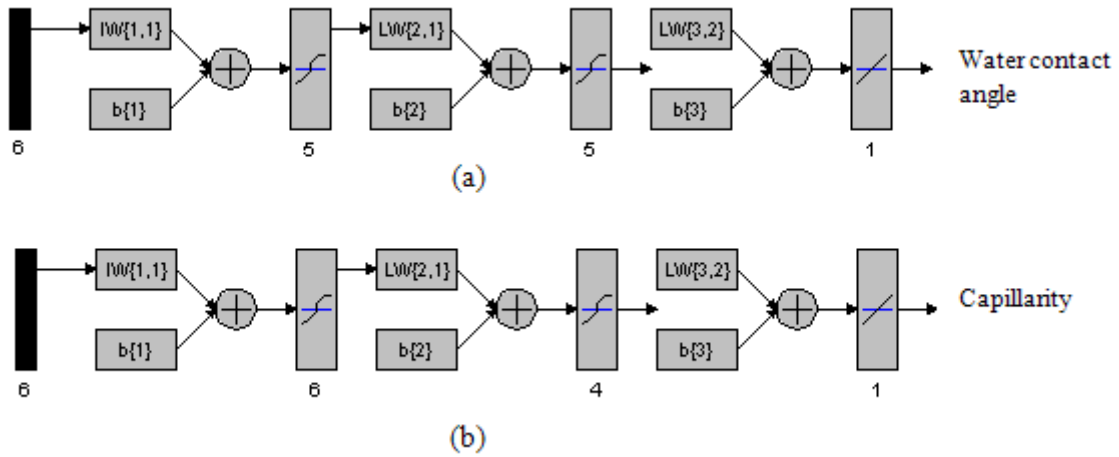 IW{1,1} LW{2,1} LW{3,2}
Water contact
angle
b{1} b{2} b{3}
6 5 5 1
(a)
IW{1,1} LW{2,1} LW{3,2}
Capillarity
b{1} b{2} b{3}
6 6 4 1
(b)